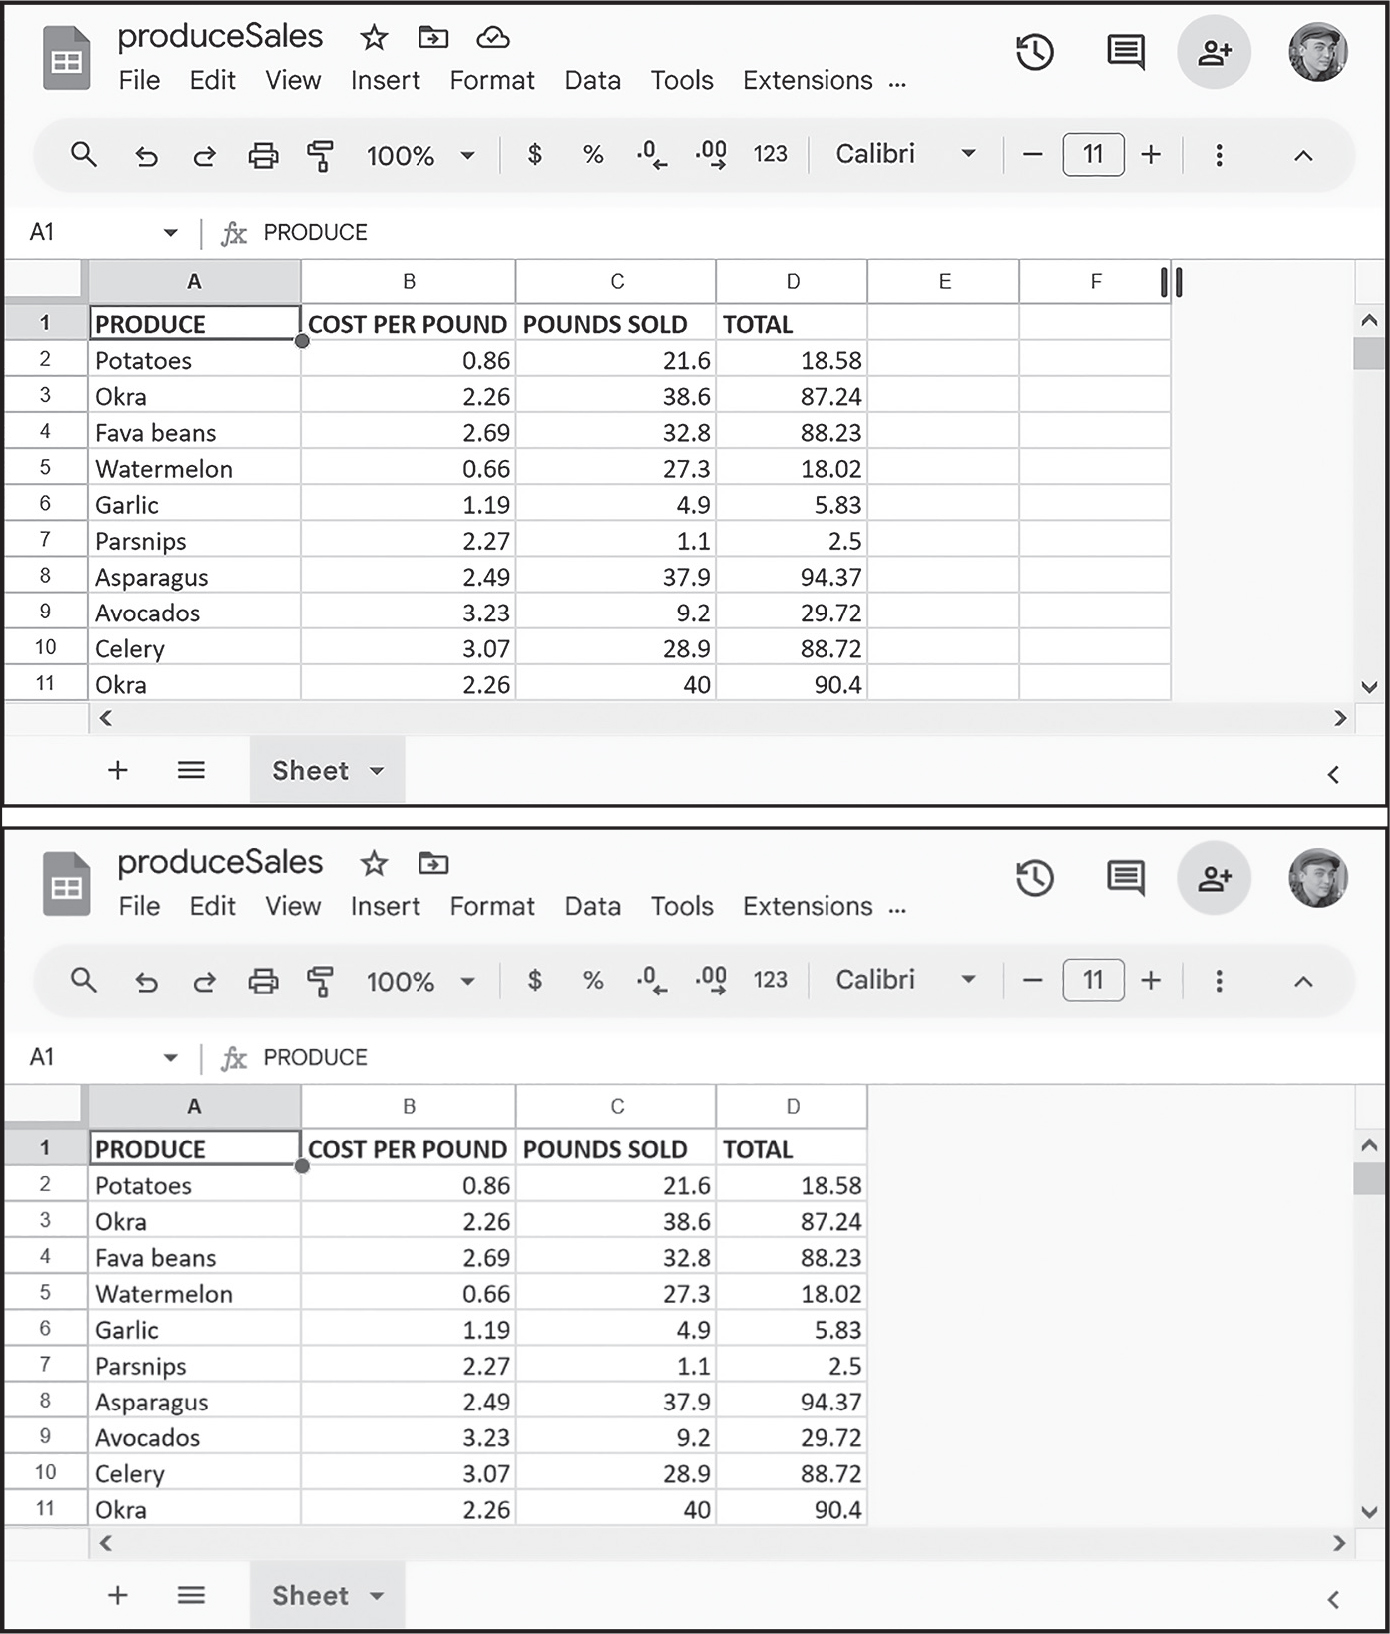 produceSales
File Edit View Insert Format Data Tools Extensions ...
100% $ % .0 .00 123 Calibri 11
A1 fx PRODUCE
A B C D E F
1 PRODUCE COST PER POUND POUNDS SOLD TOTAL
2 Potatoes 0.86 21.6 18.58
3 Okra 2.26 38.6 87.24
4 Fava beans 2.69 32.8 88.23
5 Watermelon 0.66 27.3 18.02
6 Garlic 1.19 4.9 5.83
7 Parsnips 2.27 1.1 2.5
8 Asparagus 2.49 37.9 94.37
9 Avocados 3.23 9.2 29.72
10 Celery 3.07 28.9 88.72
11 Okra 2.26 40 90.4
Sheet
produceSales
File Edit View Insert Format Data Tools Extensions ...
100% $ % .0 .00 123 Calibri 11
A1 fx PRODUCE
A B C D
1 PRODUCE COST PER POUND POUNDS SOLD TOTAL
2 Potatoes 0.86 21.6 18.58
3 Okra 2.26 38.6 87.24
4 Fava beans 2.69 32.8 88.23
5 Watermelon 0.66 27.3 18.02
6 Garlic 1.19 4.9 5.83
7 Parsnips 2.27 1.1 2.5
8 Asparagus 2.49 37.9 94.37
9 Avocados 3.23 9.2 29.72
10 Celery 3.07 28.9 88.72
11 Okra 2.26 40 90.4
Sheet